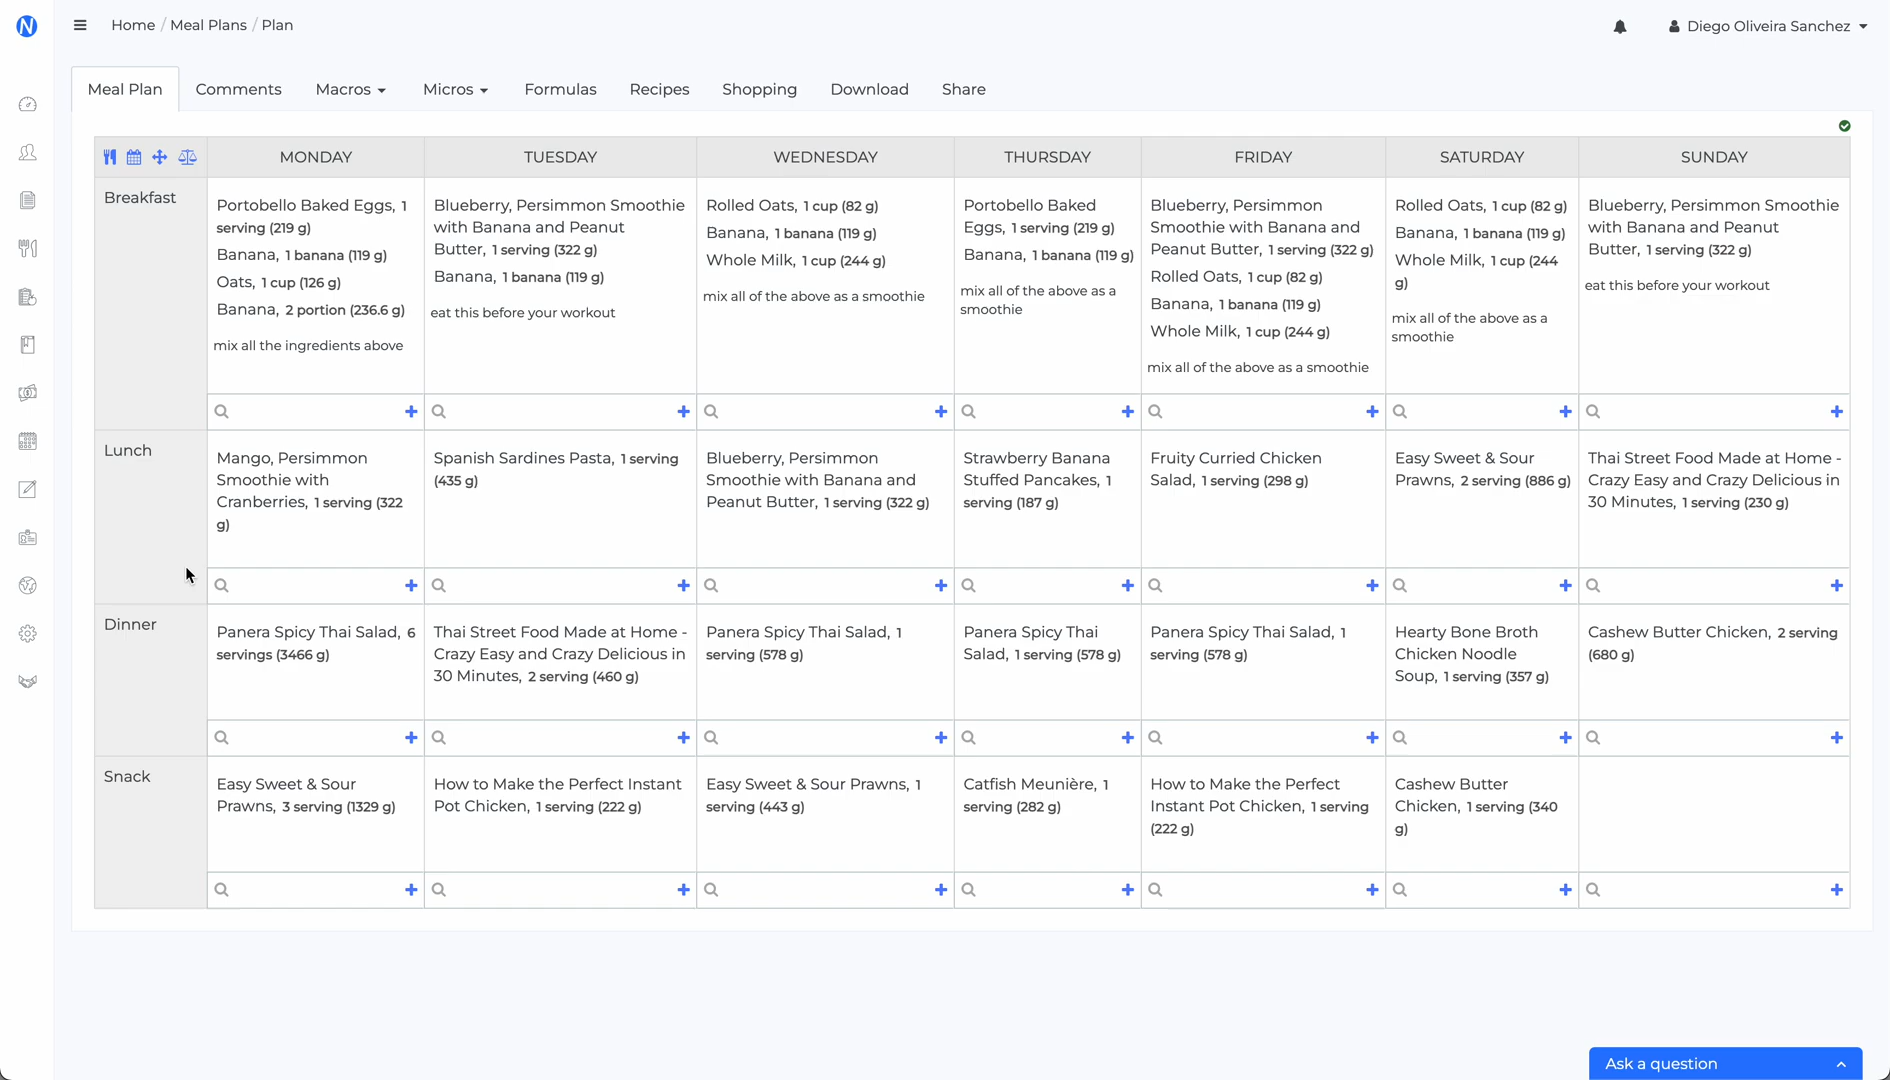 N
Home / Meal Plans / Plan
Diego Oliveira Sanchez
Meal Plan
Comments
Macros
Micros
Formulas
Recipes
Shopping
Download
Share
MONDAY
TUESDAY
WEDNESDAY
THURSDAY
FRIDAY
SATURDAY
SUNDAY
Breakfast
Portobello Baked Eggs, 1
serving (219 g)
Banana, 1 banana (119 g)
Oats, 1 cup (126 g)
Banana, 2 portion (236.6 g)
mix all the ingredients above
Blueberry, Persimmon Smoothie
with Banana and Peanut
Butter, 1 serving (322 g)
Banana, 1 banana (119 g)
eat this before your workout
Rolled Oats, 1 cup (82 g)
Banana, 1 banana (119 g)
Whole Milk, 1 cup (244 g)
mix all of the above as a smoothie
Portobello Baked
Eggs, 1 serving (219 g)
Banana, 1 banana (119 g)
mix all of the above as a
smoothie
Blueberry, Persimmon
Smoothie with Banana and
Peanut Butter, 1 serving (322 g)
Rolled Oats, 1 cup (82 g)
Banana, 1 banana (119 g)
Whole Milk, 1 cup (244 g)
mix all of the above as a smoothie
Rolled Oats, 1 cup (82 g)
Banana, 1 banana (119 g)
Whole Milk, 1 cup (244
g)
mix all of the above as a
smoothie
Blueberry, Persimmon Smoothie
with Banana and Peanut
Butter, 1 serving (322 g)
eat this before your workout
Lunch
Mango, Persimmon
Smoothie with
Cranberries, 1 serving (322
g)
Spanish Sardines Pasta, 1 serving
(435 g)
Blueberry, Persimmon
Smoothie with Banana and
Peanut Butter, 1 serving (322 g)
Strawberry Banana
Stuffed Pancakes, 1
serving (187 g)
Fruity Curried Chicken
Salad, 1 serving (298 g)
Easy Sweet & Sour
Prawns, 2 serving (886 g)
Thai Street Food Made at Home -
Crazy Easy and Crazy Delicious in
30 Minutes, 1 serving (230 g)
Dinner
Panera Spicy Thai Salad, 6
servings (3466 g)
Thai Street Food Made at Home -
Crazy Easy and Crazy Delicious in
30 Minutes, 2 serving (460 g)
Panera Spicy Thai Salad, 1
serving (578 g)
Panera Spicy Thai
Salad, 1 serving (578 g)
Panera Spicy Thai Salad, 1
serving (578 g)
Hearty Bone Broth
Chicken Noodle
Soup, 1 serving (357 g)
Cashew Butter Chicken, 2 serving
(680 g)
Snack
Easy Sweet & Sour
Prawns, 3 serving (1329 g)
How to Make the Perfect Instant
Pot Chicken, 1 serving (222 g)
Easy Sweet & Sour Prawns, 1
serving (443 g)
Catfish Meunière, 1
serving (282 g)
How to Make the Perfect
Instant Pot Chicken, 1 serving
(222 g)
Cashew Butter
Chicken, 1 serving (340
g)
Ask a question